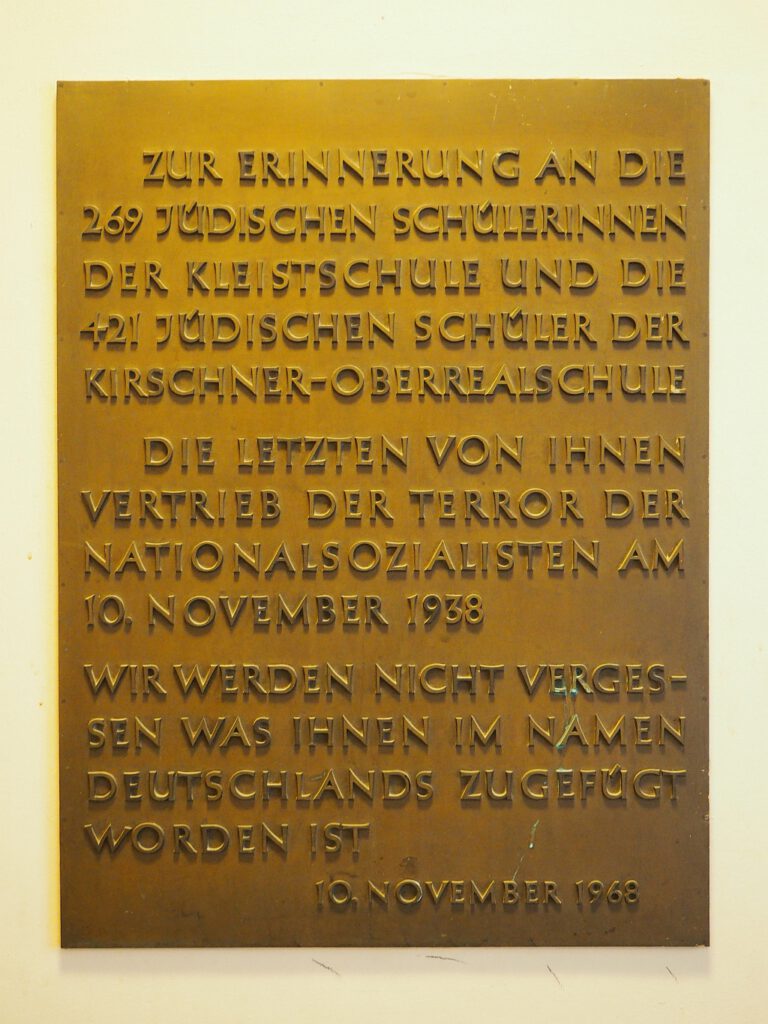 ZUR ERINNERUNG AN DIE
269 JÜDISCHEN SCHÜLERINNEN
DER KLEISTSCHULE UND DIE
421 JÜDISCHEN SCHÜLER DER
KIRSCHNER-OBERREALSCHULE
DIE LETZTEN VON IHNEN
VERTRIEB DER TERROR DER
NATIONALSOZIALISTEN AM
10. NOVEMBER 1938
WIR WERDEN NICHT VERGES-
SEN WAS IHNEN IM NAMEN
DEUTSCHLANDS ZUGEFÜGT
WORDEN IST
10. NOVEMBER 1968